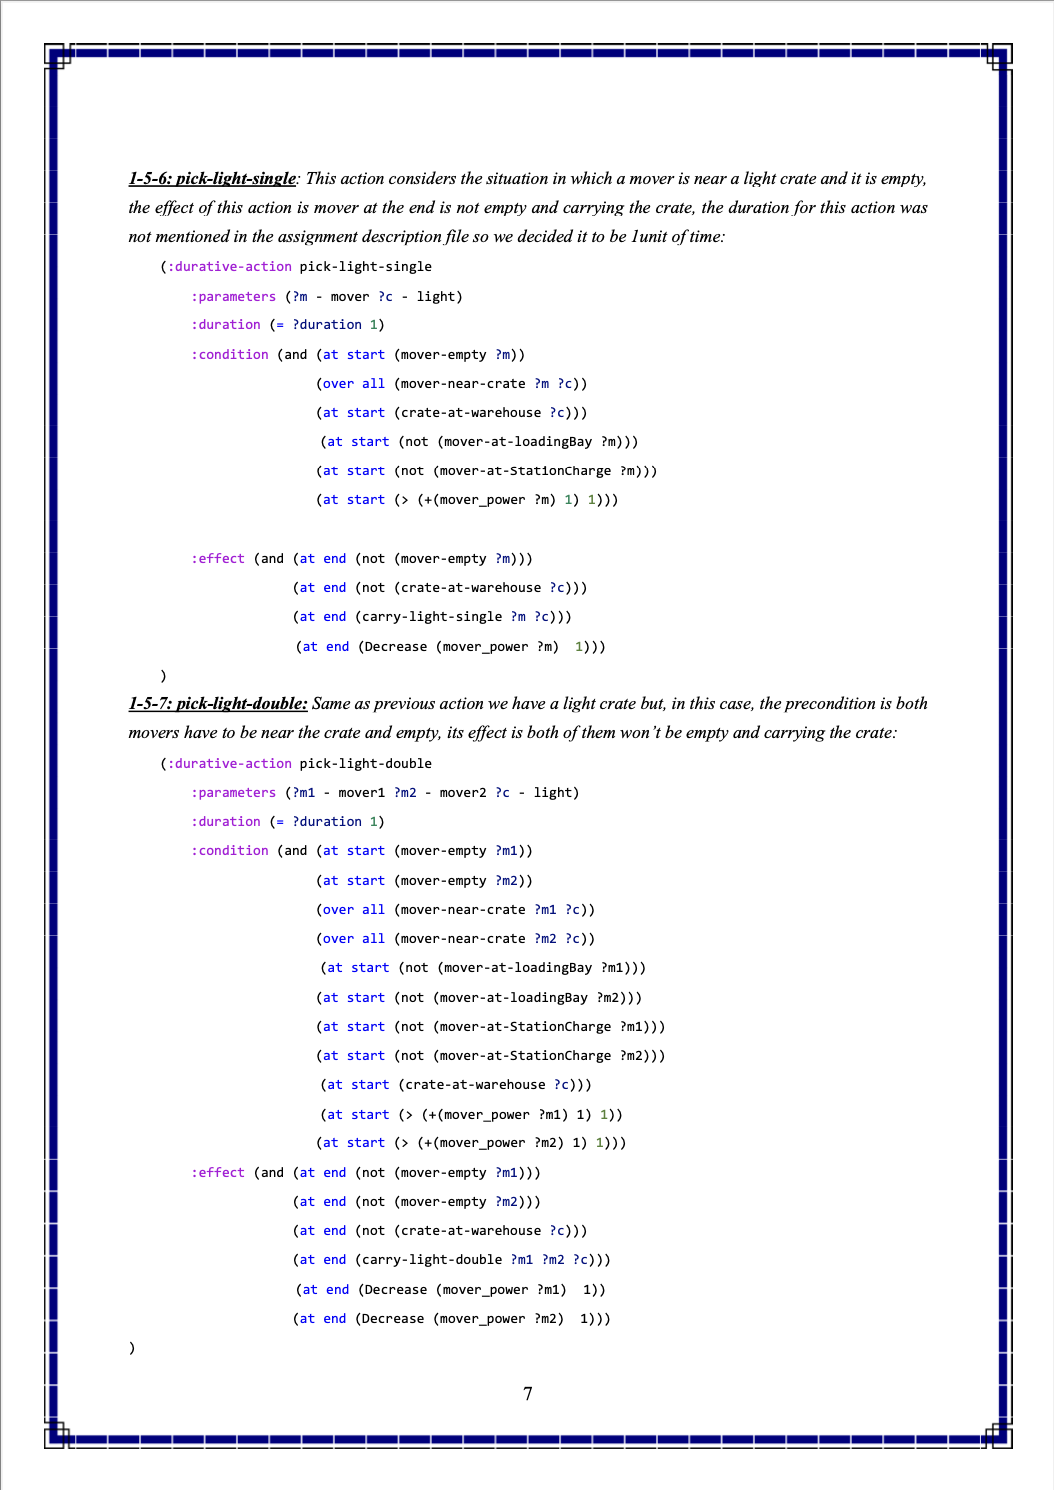 1-5-6: pick-light-single: This action considers the situation in which a mover is near a light crate and it is empty,
the effect of this action is mover at the end is not empty and carrying the crate, the duration for this action was
not mentioned in the assignment description file so we decided it to be 1unit of time:
(:durative-action pick-light-single
:parameters (?m - mover ?c - light)
:duration (= ?duration 1)
:condition (and (at start (mover-empty ?m))
(over all (mover-near-crate ?m ?c))
(at start (crate-at-warehouse ?c)))
(at start (not (mover-at-loadingBay ?m)))
(at start (not (mover-at-StationCharge ?m)))
(at start (> (+(mover_power ?m) 1) 1)))
:effect (and (at end (not (mover-empty ?m)))
(at end (not (crate-at-warehouse ?c)))
(at end (carry-light-single ?m ?c)))
(at end (Decrease (mover_power ?m)  1)))
)
1-5-7: pick-light-double: Same as previous action we have a light crate but, in this case, the precondition is both
movers have to be near the crate and empty, its effect is both of them won't be empty and carrying the crate:
(:durative-action pick-light-double
:parameters (?m1 - mover1 ?m2 - mover2 ?c - light)
:duration (= ?duration 1)
:condition (and (at start (mover-empty ?m1))
(at start (mover-empty ?m2))
(over all (mover-near-crate ?m1 ?c))
(over all (mover-near-crate ?m2 ?c))
(at start (not (mover-at-loadingBay ?m1)))
(at start (not (mover-at-loadingBay ?m2)))
(at start (not (mover-at-StationCharge ?m1)))
(at start (not (mover-at-StationCharge ?m2)))
(at start (crate-at-warehouse ?c)))
(at start (> (+(mover_power ?m1) 1) 1))
(at start (> (+(mover_power ?m2) 1) 1)))
:effect (and (at end (not (mover-empty ?m1)))
(at end (not (mover-empty ?m2)))
(at end (not (crate-at-warehouse ?c)))
(at end (carry-light-double ?m1 ?m2 ?c)))
(at end (Decrease (mover_power ?m1)  1))
(at end (Decrease (mover_power ?m2)  1)))
)
7